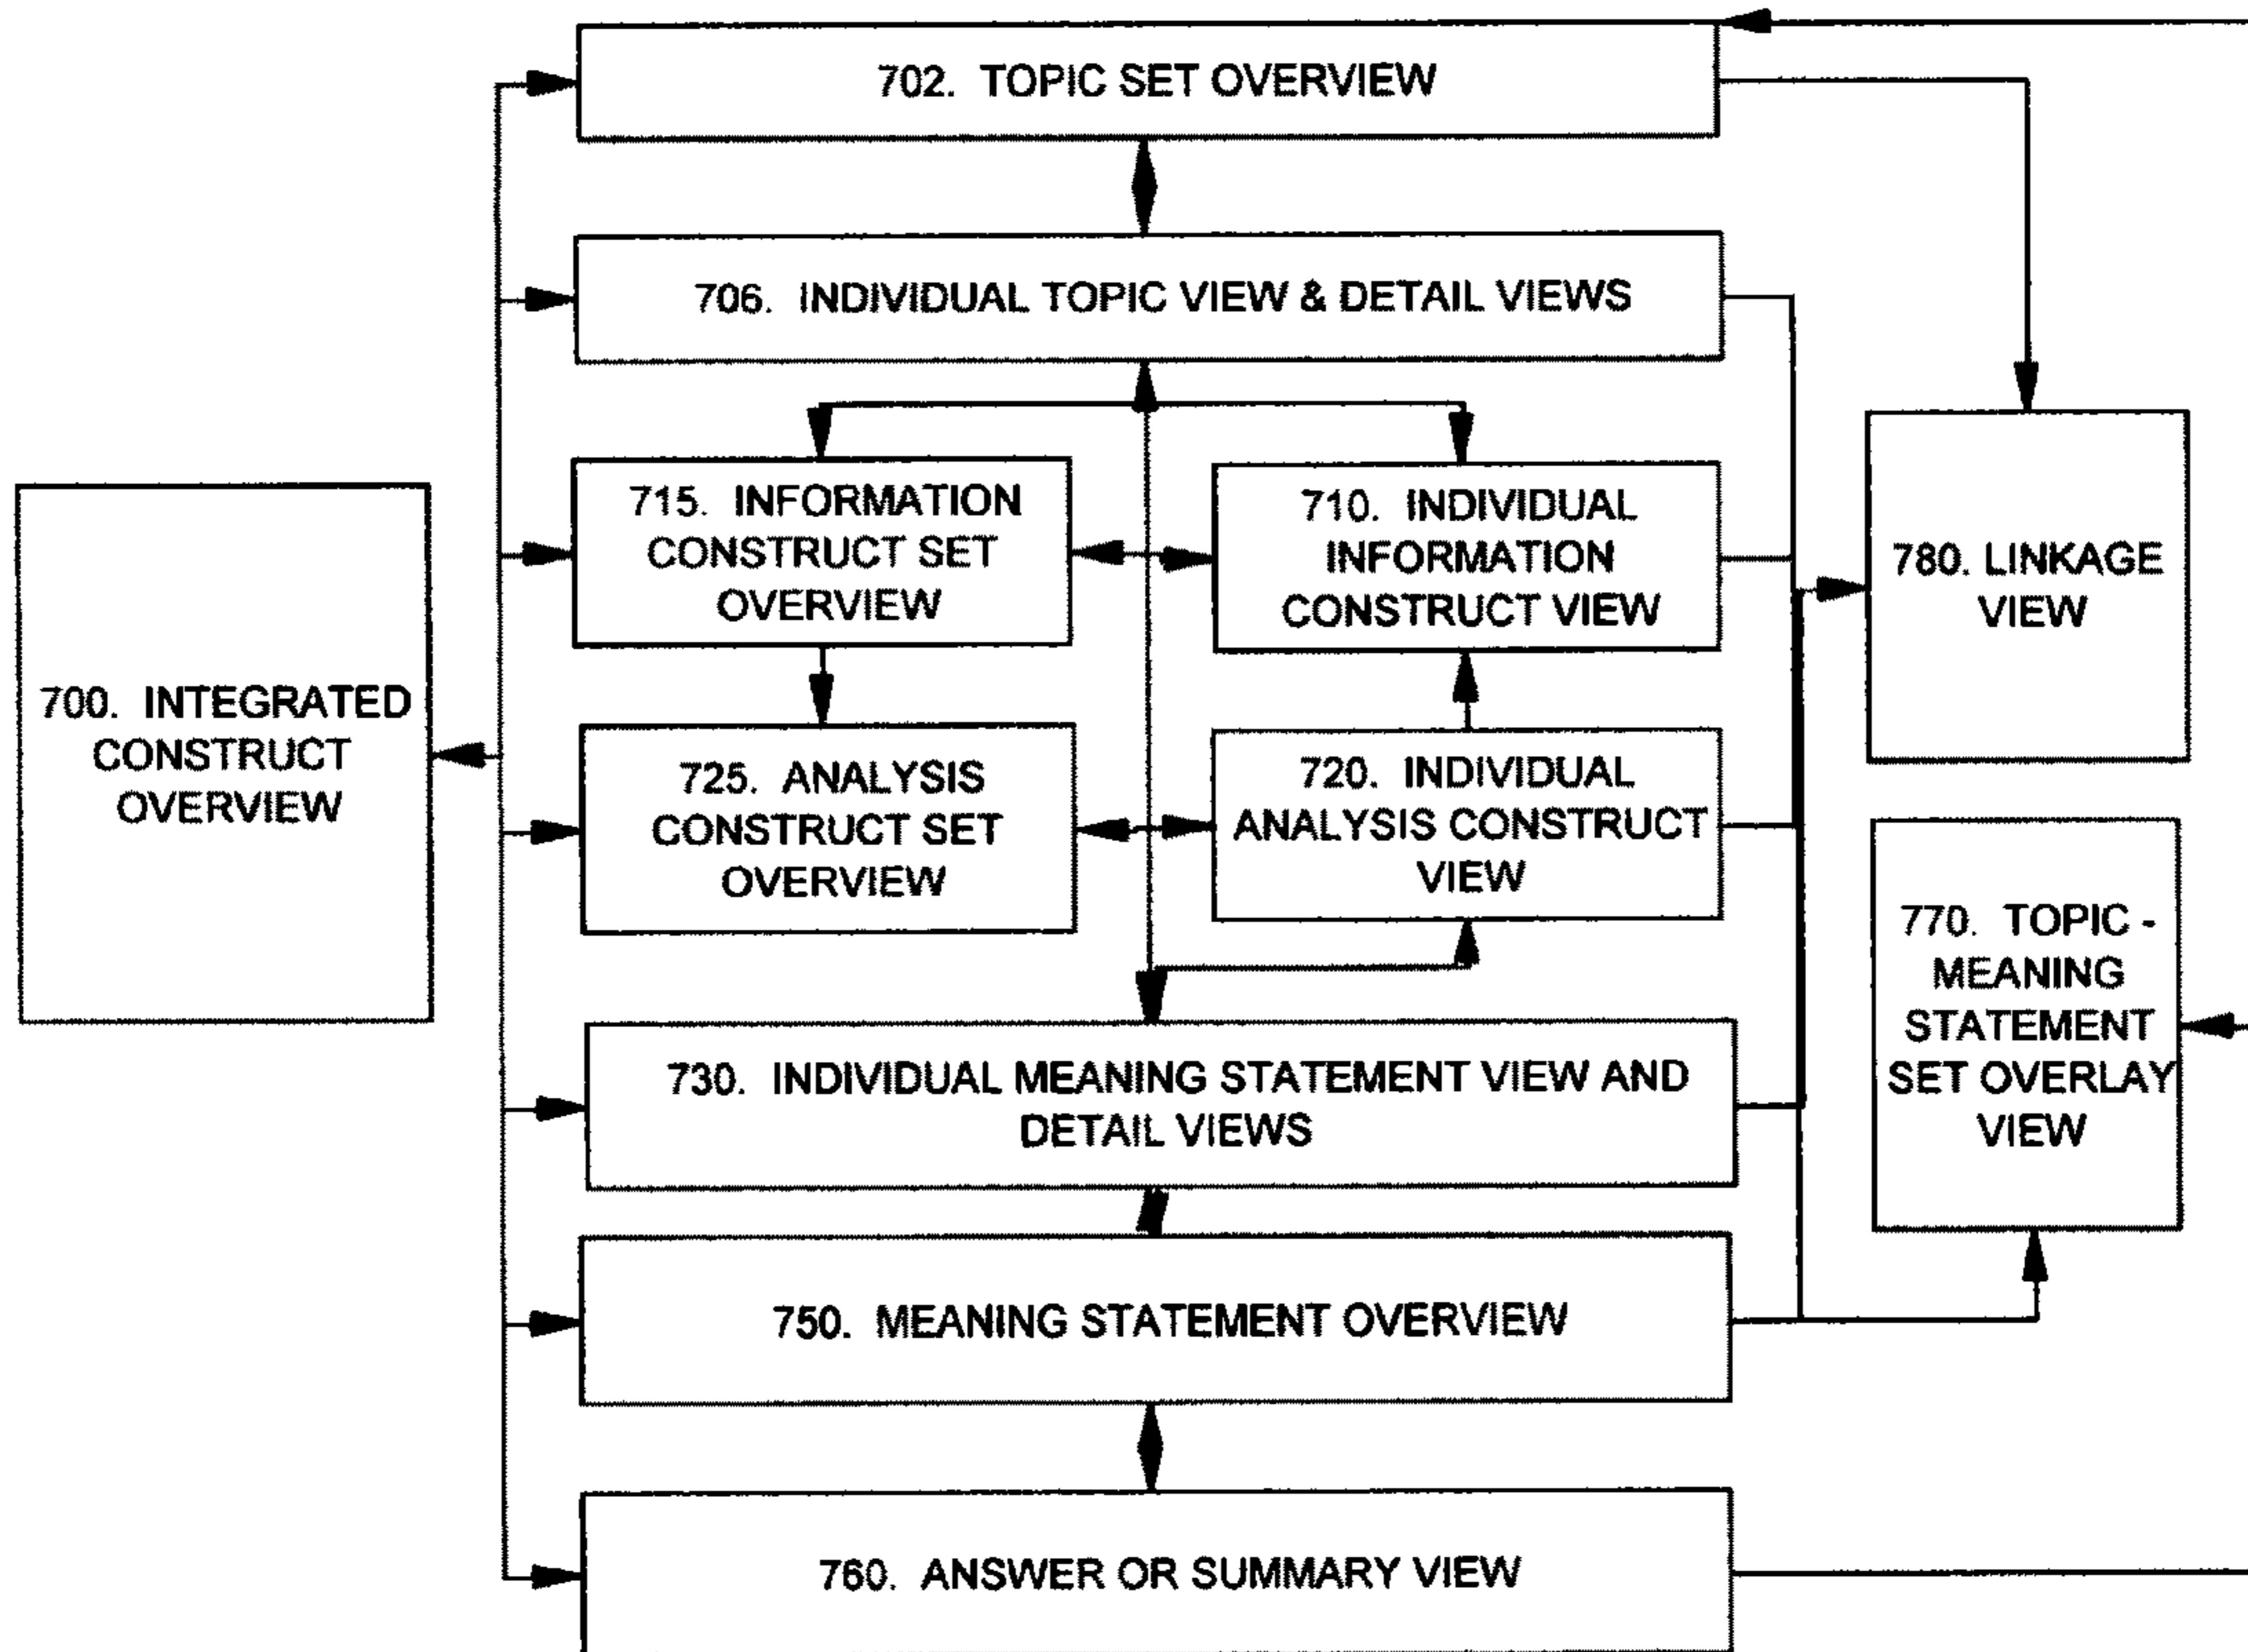 702. TOPIC SET OVERVIEW
706. INDIVIDUAL TOPIC VIEW & DETAIL VIEWS
715. INFORMATION
CONSTRUCT SET
OVERVIEW
710. INDIVIDUAL
INFORMATION
CONSTRUCT VIEW
780. LINKAGE
VIEW
700. INTEGRATED
CONSTRUCT
OVERVIEW
725. ANALYSIS
CONSTRUCT SET
OVERVIEW
720. INDIVIDUAL
ANALYSIS CONSTRUCT
VIEW
770. TOPIC -
MEANING
STATEMENT
SET OVERLAY
VIEW
730. INDIVIDUAL MEANING STATEMENT VIEW AND
DETAIL VIEWS
750. MEANING STATEMENT OVERVIEW
760. ANSWER OR SUMMARY VIEW